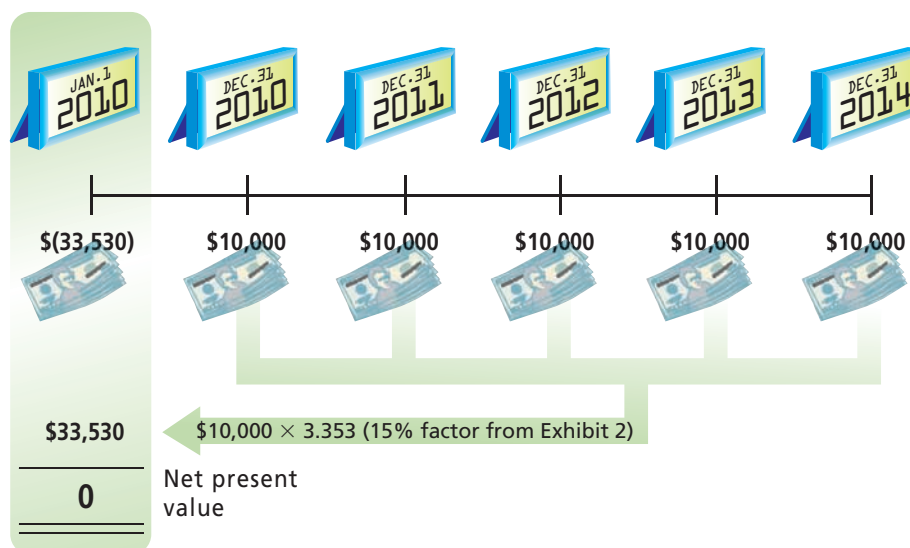 JAN.1 2010
DEC.31 2010
DEC.31 2011
DEC.31 2012
DEC.31 2013
DEC.31 2014
$(33,530) $10,000 $10,000 $10,000 $10,000 $10,000
$33,530 $10,000 × 3.353 (15% factor from Exhibit 2)
0 Net present
value